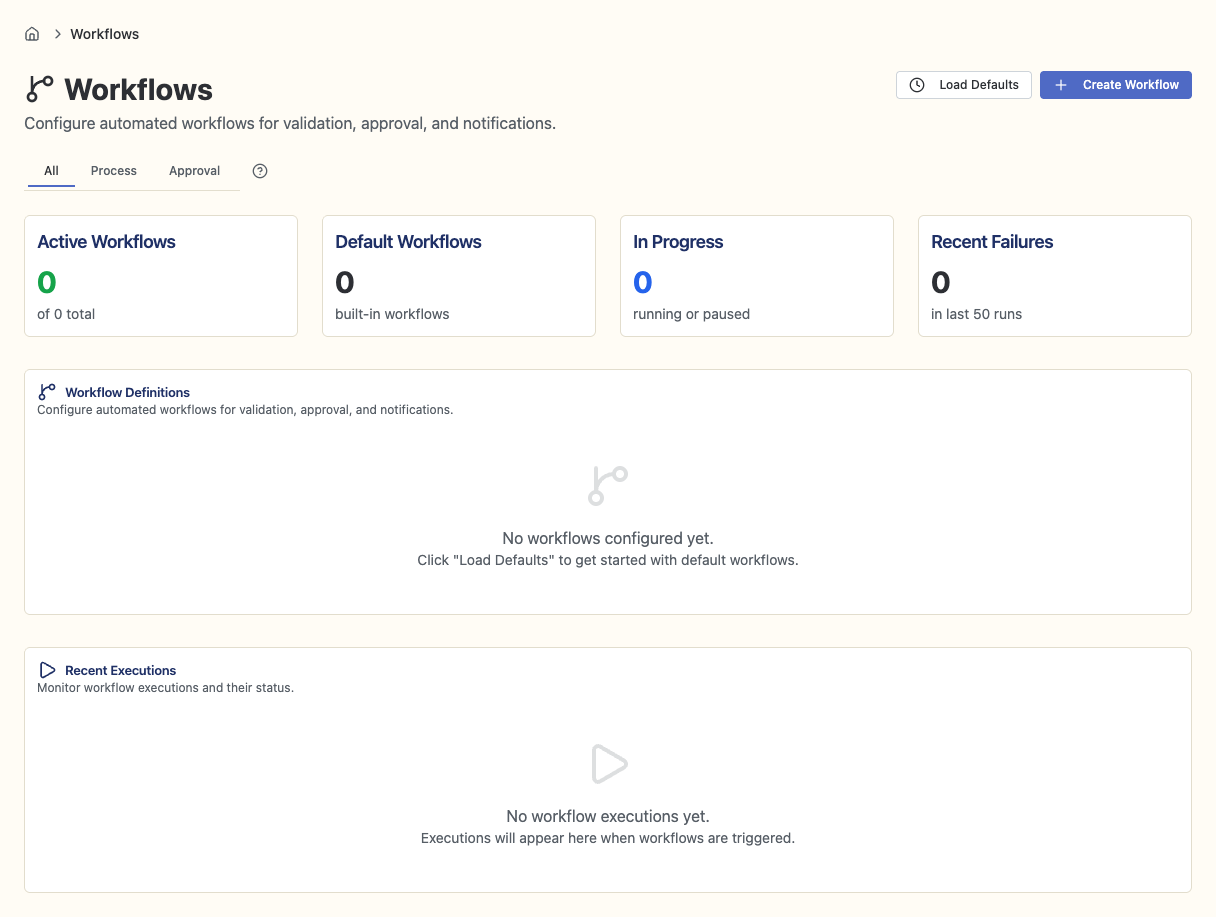 Workflows
Workflows
Load Defaults
Create Workflow
Configure automated workflows for validation, approval, and notifications.
All
Process
Approval
Active Workflows
0
of 0 total
Default Workflows
0
built-in workflows
In Progress
0
running or paused
Recent Failures
0
in last 50 runs
Workflow Definitions
Configure automated workflows for validation, approval, and notifications.
No workflows configured yet.
Click "Load Defaults" to get started with default workflows.
Recent Executions
Monitor workflow executions and their status.
No workflow executions yet.
Executions will appear here when workflows are triggered.